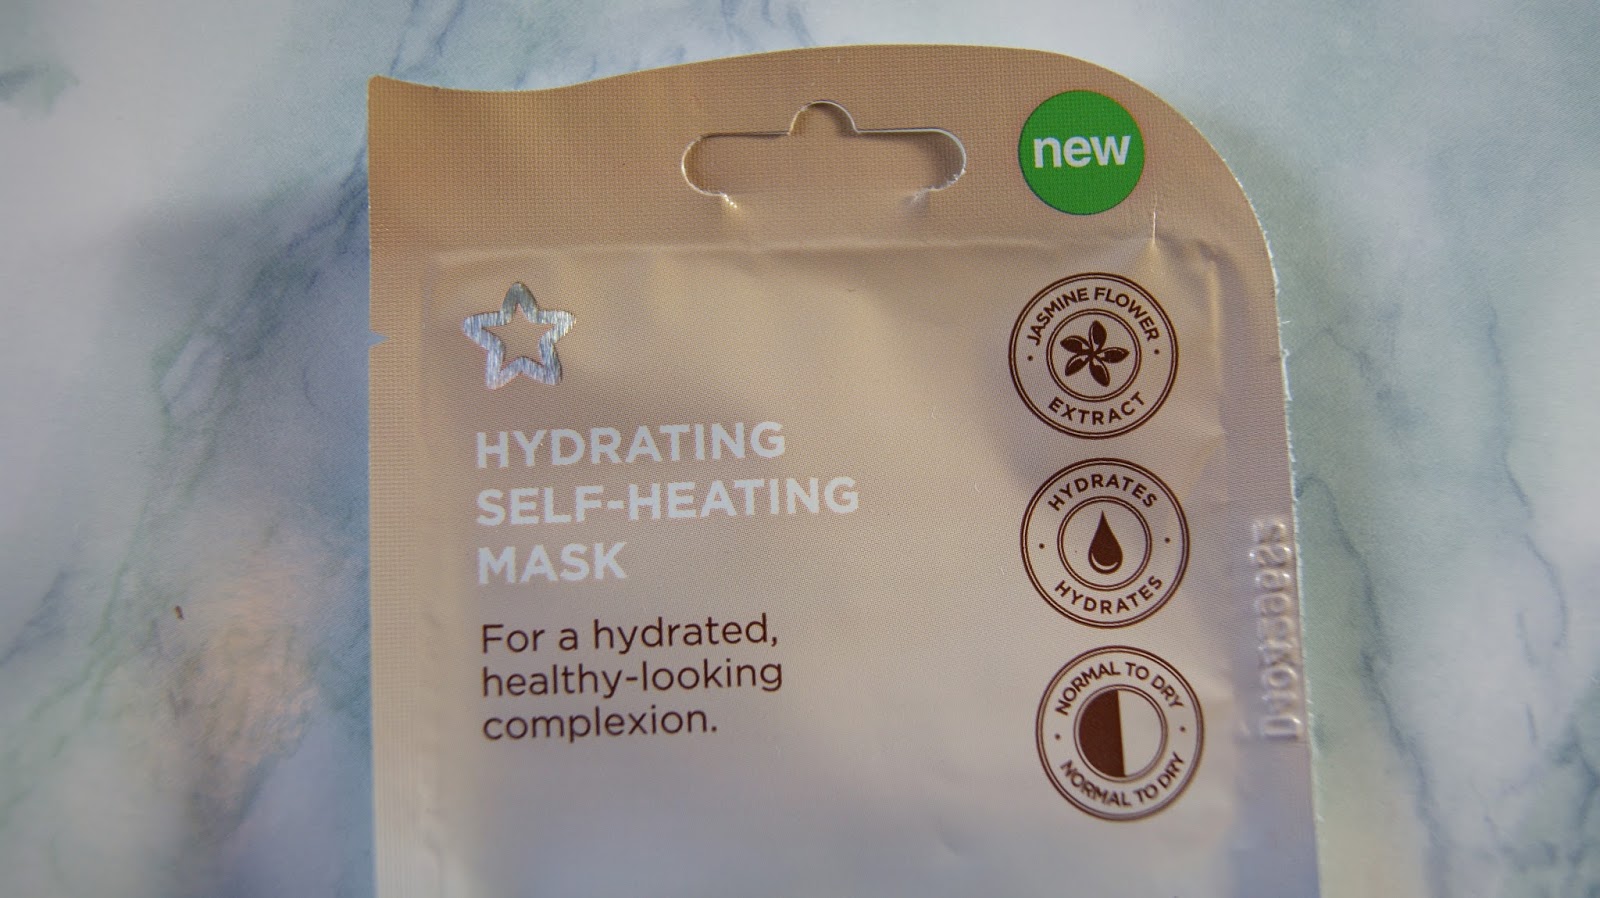 new
HYDRATING
SELF-HEATING
MASK
For a hydrated,
healthy-looking
complexion.
JASMINE FLOWER
EXTRACT
HYDRATES
HYDRATES
NORMAL TO DRY
NORMAL TO DRY